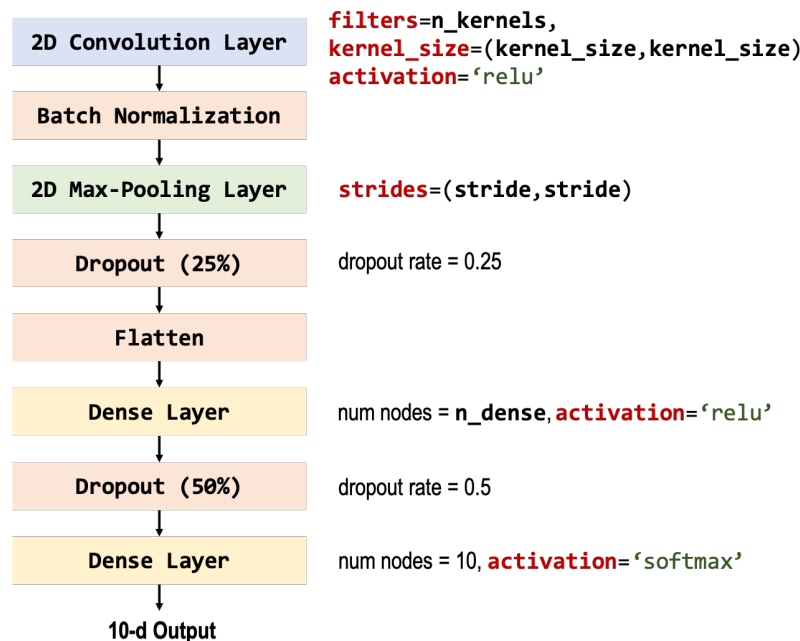 2D Convolution Layer
filters=n_kernels,
kernel_size=(kernel_size,kernel_size)
activation=‘relu’
Batch Normalization
2D Max-Pooling Layer
strides=(stride,stride)
Dropout (25%)
dropout rate = 0.25
Flatten
Dense Layer
num nodes = n_dense, activation=‘relu’
Dropout (50%)
dropout rate = 0.5
Dense Layer
num nodes = 10, activation=‘softmax’
10-d Output